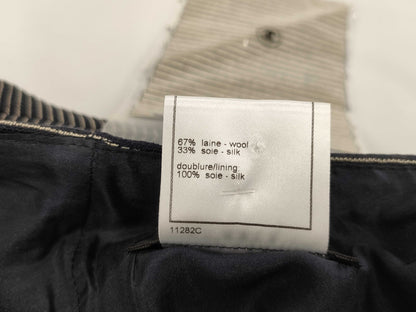 67% laine - wool
33% soie - silk
doublure/lining
100% soie - silk
11282C